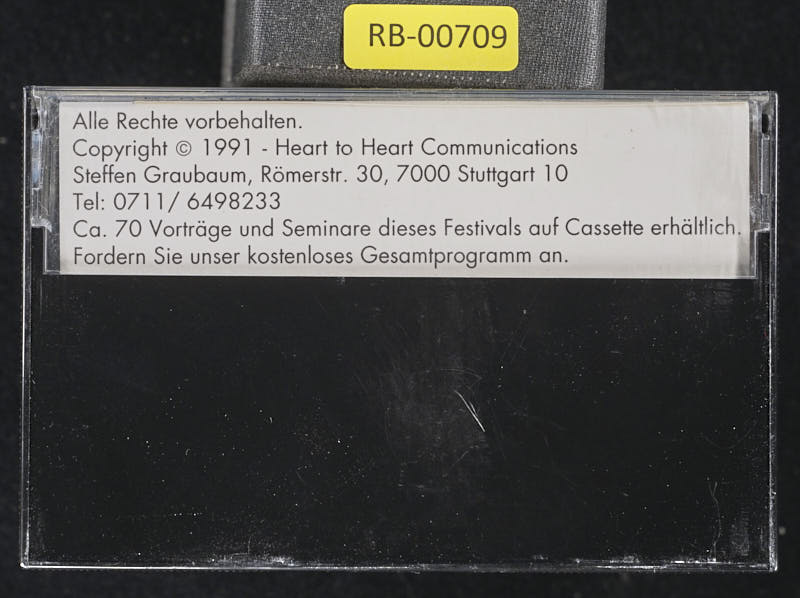 RB-00709
Alle Rechte vorbehalten.
Copyright © 1991 - Heart to Heart Communications
Steffen Graubaum, Römerstr. 30, 7000 Stuttgart 10
Tel: 0711/ 6498233
Ca. 70 Vorträge und Seminare dieses Festivals auf Cassette erhältlich.
Fordern Sie unser kostenloses Gesamtprogramm an.